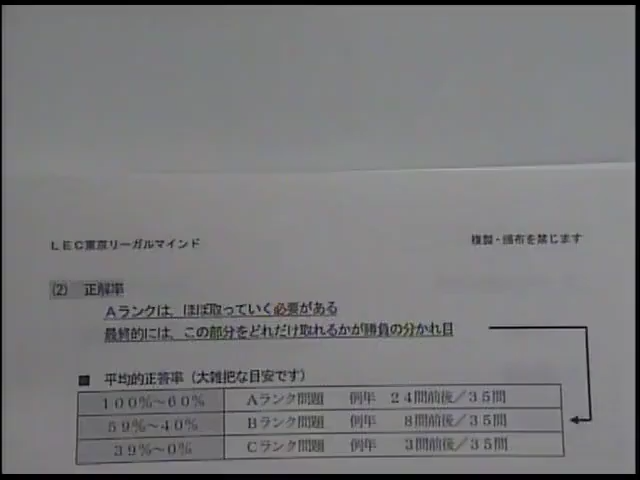 LEC東京リーガルマインド 複製・頒布を禁じます
(2) 正解率
Aランクは、ほぼ取っていく必要がある
最終的には、この部分をどれだけ取れるかが勝負の分かれ目
■ 平均的正答率（大雑把な目安です）
100%～60% Aランク問題 例年 24問前後／35問
59%～40% Bランク問題 例年 8問前後／35問
39%～0% Cランク問題 例年 3問前後／35問